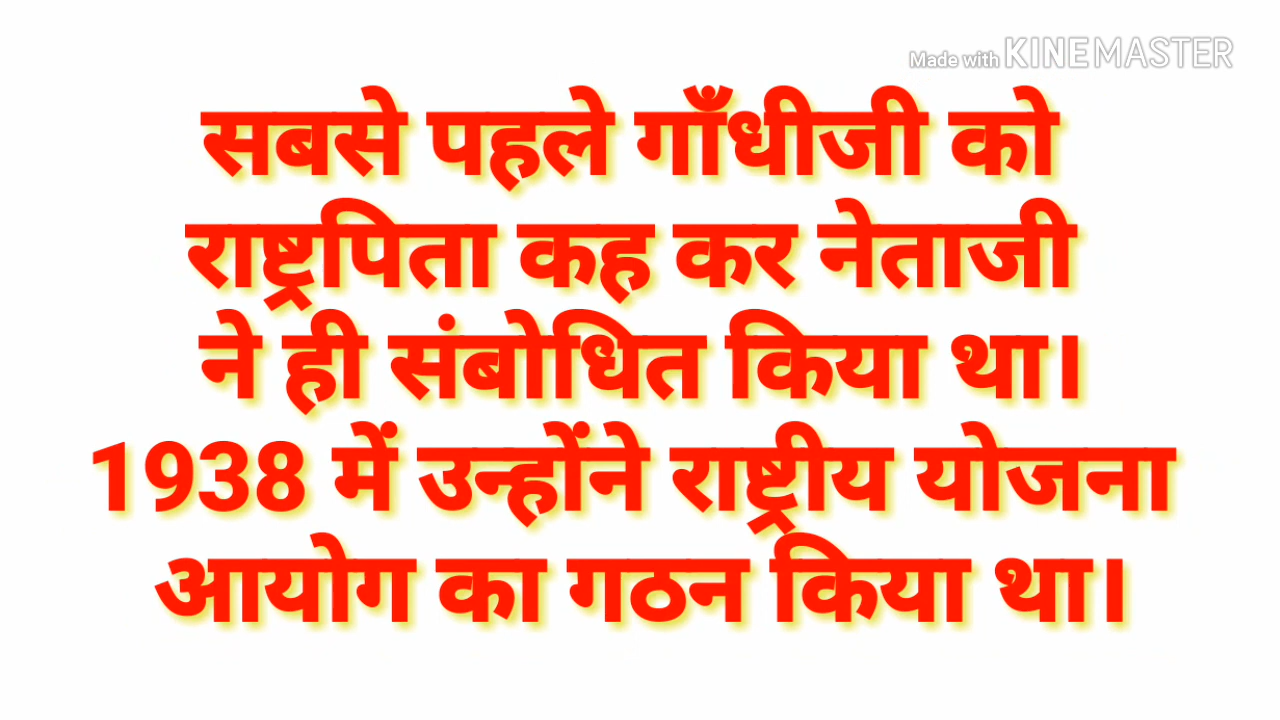 Made with KINEMASTER
सबसे पहले गाँधीजी को
राष्ट्रपिता कह कर नेताजी
ने ही संबोधित किया था।
1938 में उन्होंने राष्ट्रीय योजना
आयोग का गठन किया था।